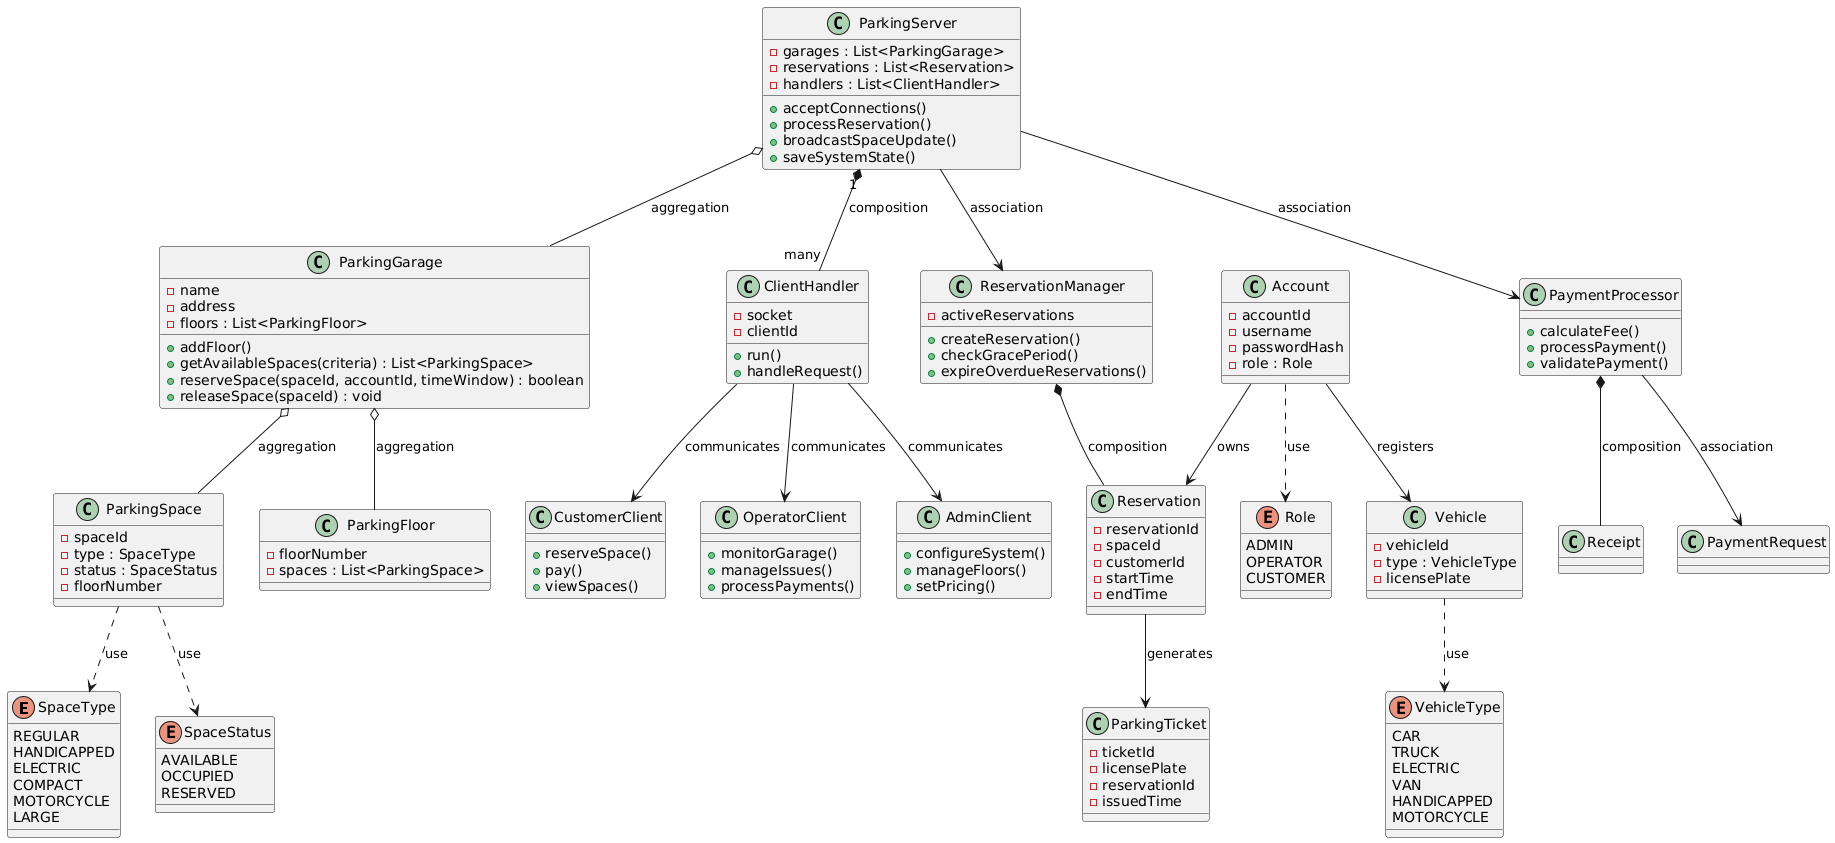 C ParkingServer
garages : List<ParkingGarage>
reservations : List<Reservation>
handlers : List<ClientHandler>
acceptConnections()
processReservation()
broadcastSpaceUpdate()
saveSystemState()
1
aggregation
composition
association
association
many
C ParkingGarage
name
address
floors : List<ParkingFloor>
addFloor()
getAvailableSpaces(criteria) : List<ParkingSpace>
reserveSpace(spaceId, accountId, timeWindow) : boolean
releaseSpace(spaceId) : void
C ClientHandler
socket
clientId
run()
handleRequest()
C ReservationManager
activeReservations
createReservation()
checkGracePeriod()
expireOverdueReservations()
C Account
accountId
username
passwordHash
role : Role
C PaymentProcessor
calculateFee()
processPayment()
validatePayment()
aggregation
aggregation
communicates
communicates
communicates
composition
owns
use
registers
composition
association
C ParkingSpace
spaceId
type : SpaceType
status : SpaceStatus
floorNumber
C ParkingFloor
floorNumber
spaces : List<ParkingSpace>
C CustomerClient
reserveSpace()
pay()
viewSpaces()
C OperatorClient
monitorGarage()
manageIssues()
processPayments()
C AdminClient
configureSystem()
manageFloors()
setPricing()
C Reservation
reservationId
spaceId
customerId
startTime
endTime
E Role
ADMIN
OPERATOR
CUSTOMER
C Vehicle
vehicleId
type : VehicleType
licensePlate
C Receipt
C PaymentRequest
use
use
generates
use
E SpaceType
REGULAR
HANDICAPPED
ELECTRIC
COMPACT
MOTORCYCLE
LARGE
E SpaceStatus
AVAILABLE
OCCUPIED
RESERVED
C ParkingTicket
ticketId
licensePlate
reservationId
issuedTime
E VehicleType
CAR
TRUCK
ELECTRIC
VAN
HANDICAPPED
MOTORCYCLE